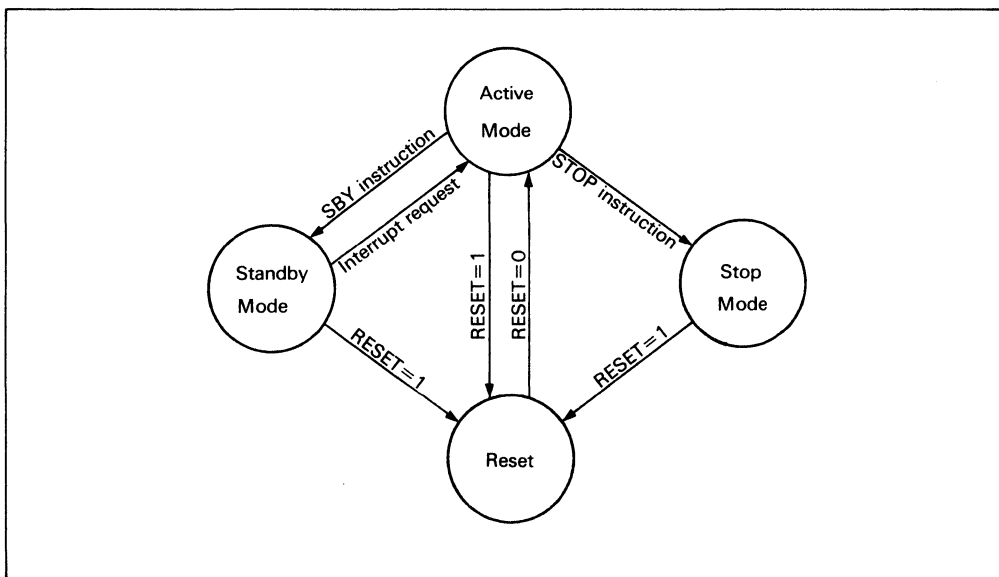 Active
Mode
SBY instruction
Interrupt request
STOP instruction
Standby
Mode
RESET=1
RESET=0
Stop
Mode
RESET=1
RESET=1
Reset